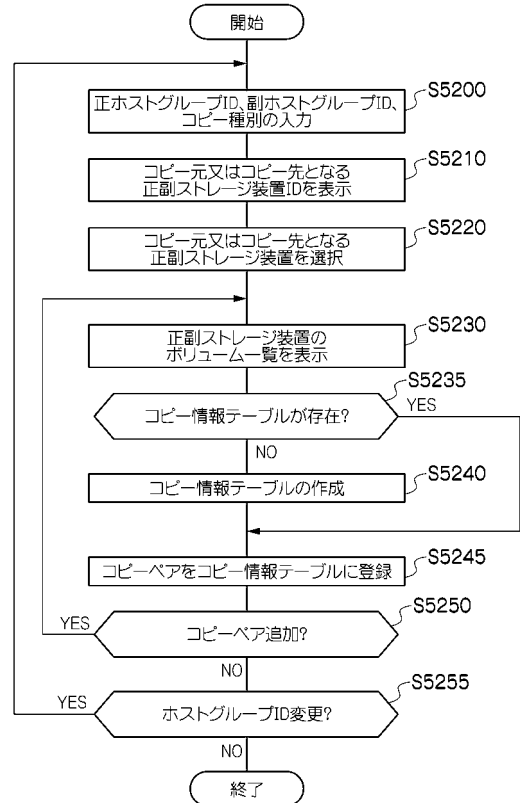 開始
正ホストグループID、副ホストグループID、
コピー種別の入力
S5200
コピー元又はコピー先となる
正副ストレージ装置IDを表示
S5210
コピー元又はコピー先となる
正副ストレージ装置を選択
S5220
正副ストレージ装置の
ボリューム一覧を表示
S5230
コピー情報テーブルが存在?
S5235
YES
NO
コピー情報テーブルの作成
S5240
コピーペアをコピー情報テーブルに登録
S5245
コピーペア追加?
S5250
YES
NO
ホストグループID変更?
S5255
YES
NO
終了